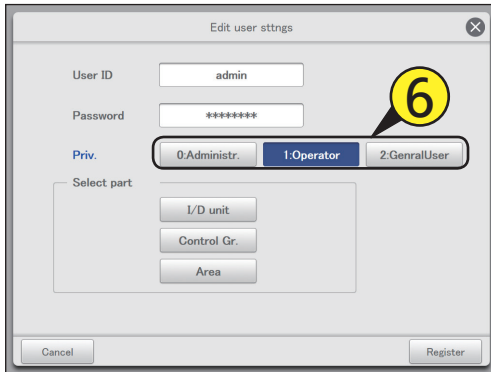 Edit user sttngs
User ID admin
Password ********
6
Priv. 0:Administr. 1:Operator 2:GenralUser
Select part
I/D unit
Control Gr.
Area
Cancel Register